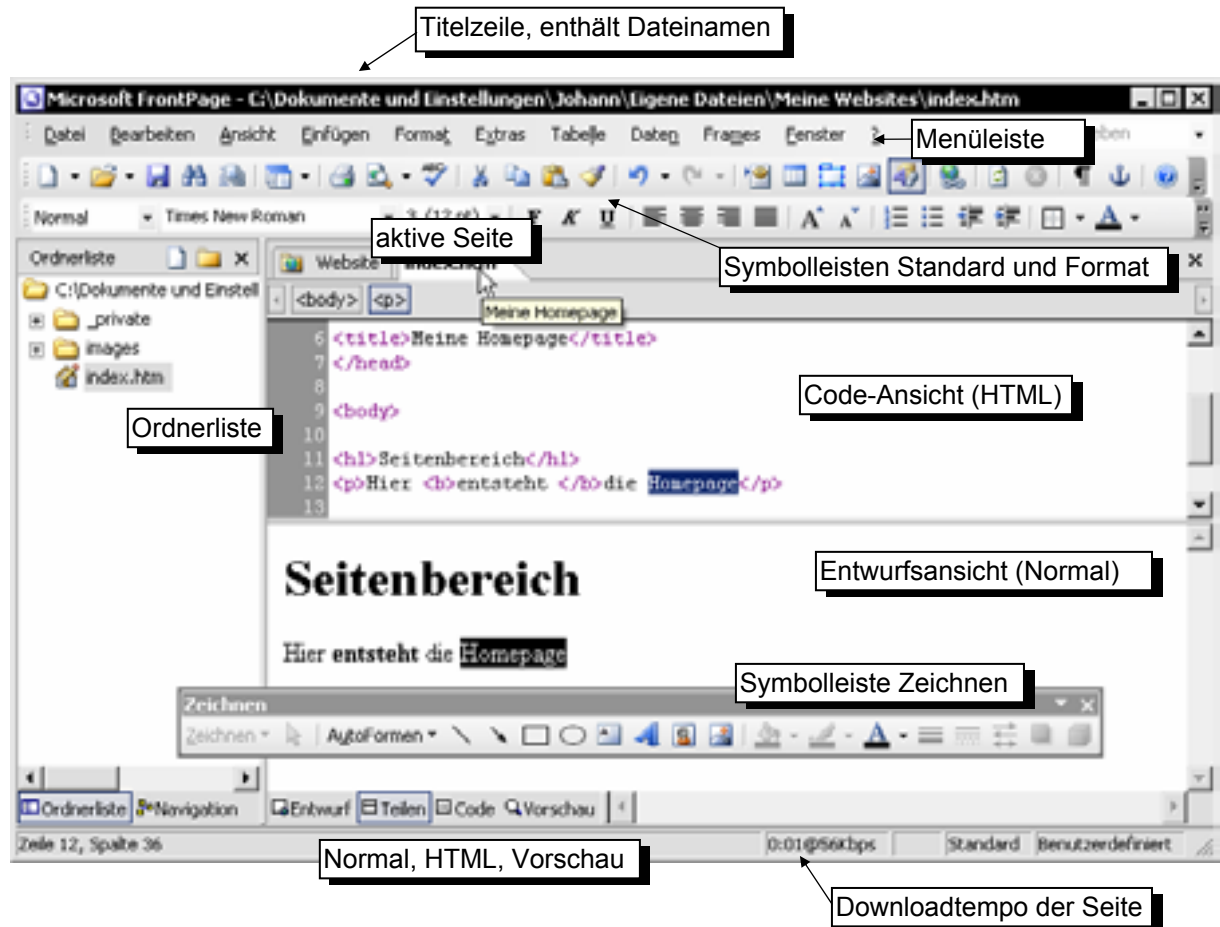 Titelzeile, enthält Dateinamen
Microsoft FrontPage - C:\Dokumente und Einstellungen\Johann\Eigene Dateien\Meine Websites\index.htm
Datei Bearbeiten Ansicht Einfügen Format Extras Tabelle Daten Frames Fenster ?
Menüleiste
Normal Times New Roman 3 (12 pt) F K U
aktive Seite
Symbolleisten Standard und Format
Ordnerliste
Website index.htm
C:\Dokumente und Einstell
<body> <p>
Meine Homepage
_private
images
index.htm
6 <title>Meine Homepage</title>
7 </head>
8
9 <body>
10
11 <h1>Seitenbereich</h1>
12 <p>Hier <b>entsteht </b>die Homepage</p>
13
Code-Ansicht (HTML)
Ordnerliste
Entwurfsansicht (Normal)
Seitenbereich
Hier entsteht die Homepage
Symbolleiste Zeichnen
Zeichnen
Zeichnen AutoFormen
Ordnerliste Navigation Entwurf Teilen Code Vorschau
Zeile 12, Spalte 36 0:01@56Kbps Standard Benutzerdefiniert
Normal, HTML, Vorschau
Downloadtempo der Seite